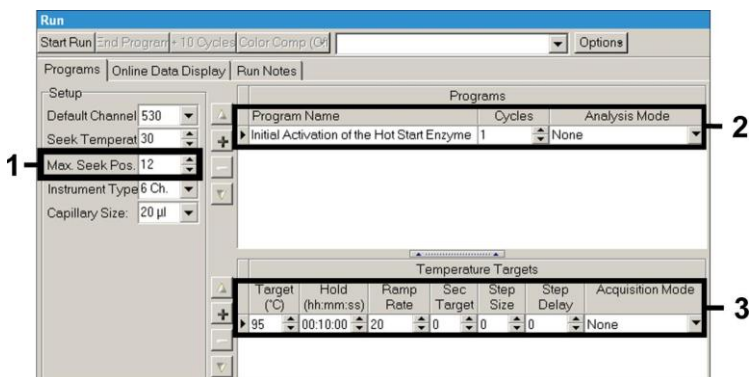 Run
Start Run End Program + 10 Cycles Color Comp (Off) Options
Programs Online Data Display Run Notes
Setup
Default Channel 530
Seek Temperat 30
Max. Seek Pos. 12
Instrument Type 6 Ch.
Capillary Size: 20 µl
Programs
Program Name Cycles Analysis Mode
Initial Activation of the Hot Start Enzyme 1 None
Temperature Targets
Target Hold Ramp Sec Step Step Acquisition Mode
(°C) (hh:mm:ss) Rate Target Size Delay
95 00:10:00 20 0 0 0 None
1
2
3